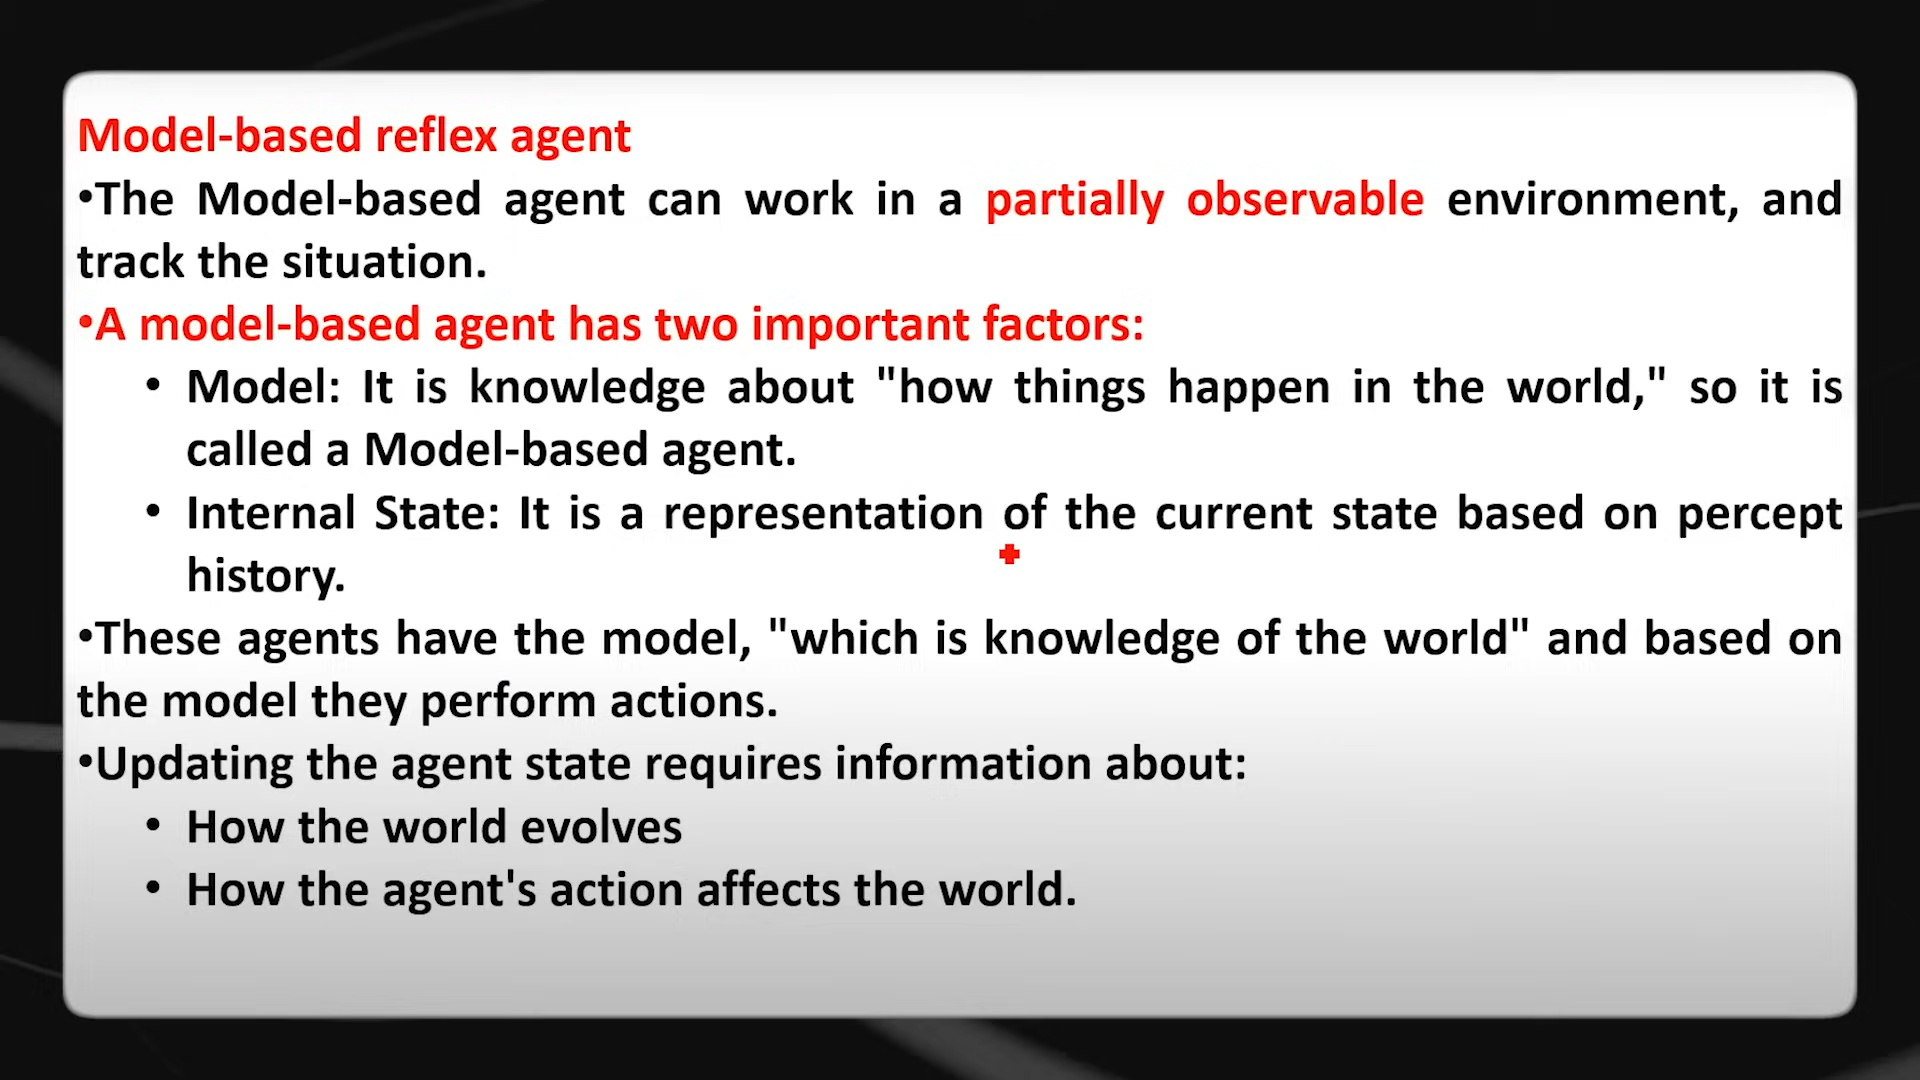 Model-based reflex agent
•The Model-based agent can work in a partially observable environment, and
track the situation.
•A model-based agent has two important factors:
• Model: It is knowledge about "how things happen in the world," so it is
called a Model-based agent.
• Internal State: It is a representation of the current state based on percept
history.
•These agents have the model, "which is knowledge of the world" and based on
the model they perform actions.
•Updating the agent state requires information about:
• How the world evolves
• How the agent's action affects the world.